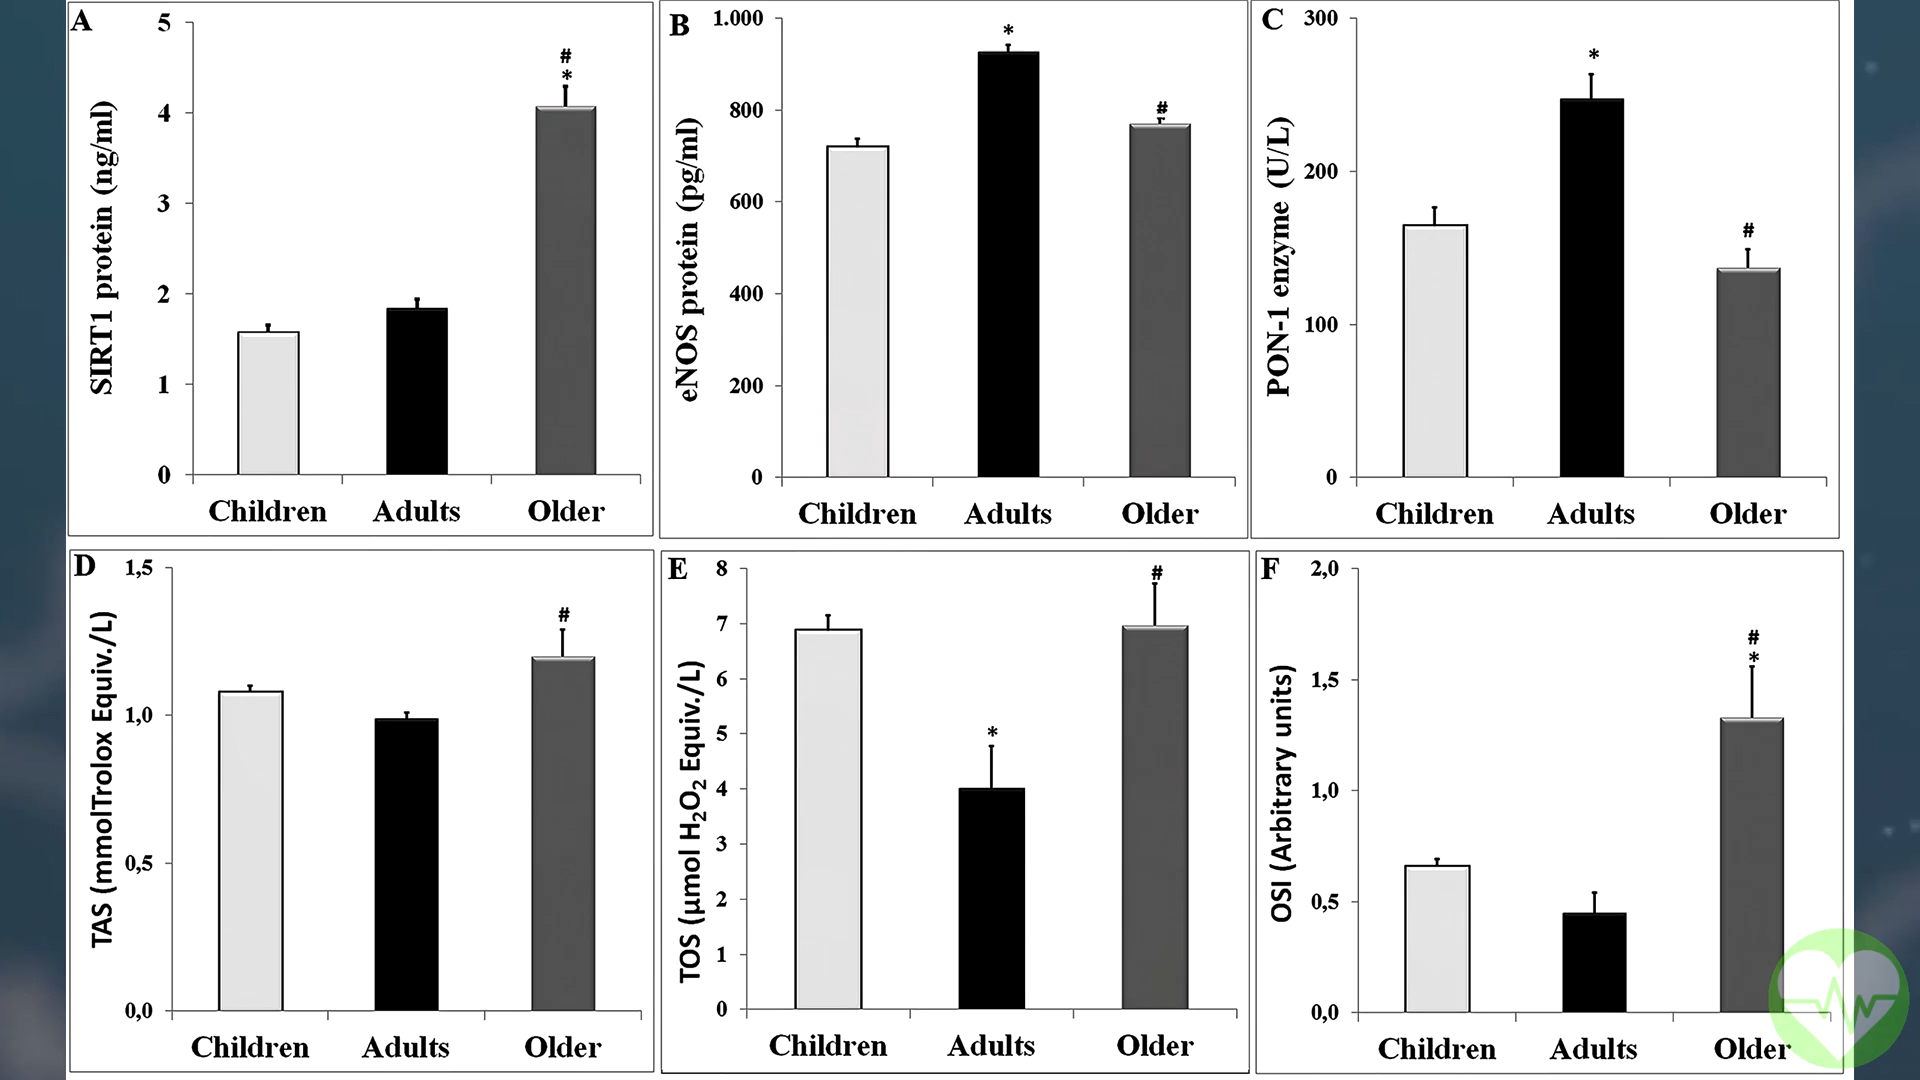 A
SIRT1 protein (ng/ml)
5
4
3
2
1
0
#
*
Children Adults Older
B
eNOS protein (pg/ml)
1.000
800
600
400
200
0
*
#
Children Adults Older
C
PON-1 enzyme (U/L)
300
200
100
0
*
#
Children Adults Older
D
TAS (mmolTrolox Equiv./L)
1,5
1,0
0,5
0,0
#
Children Adults Older
E
TOS (µmol H₂O₂ Equiv./L)
8
7
6
5
4
3
2
1
0
*
#
Children Adults Older
F
OSI (Arbitrary units)
2,0
1,5
1,0
0,5
0,0
#
*
Children Adults Older